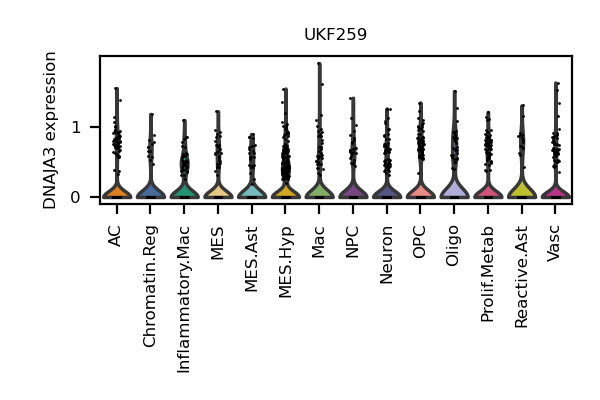 UKF259
DNAJA3 expression
1
0
AC
Chromatin.Reg
Inflammatory.Mac
MES
MES.Ast
MES.Hyp
Mac
NPC
Neuron
OPC
Oligo
Prolif.Metab
Reactive.Ast
Vasc